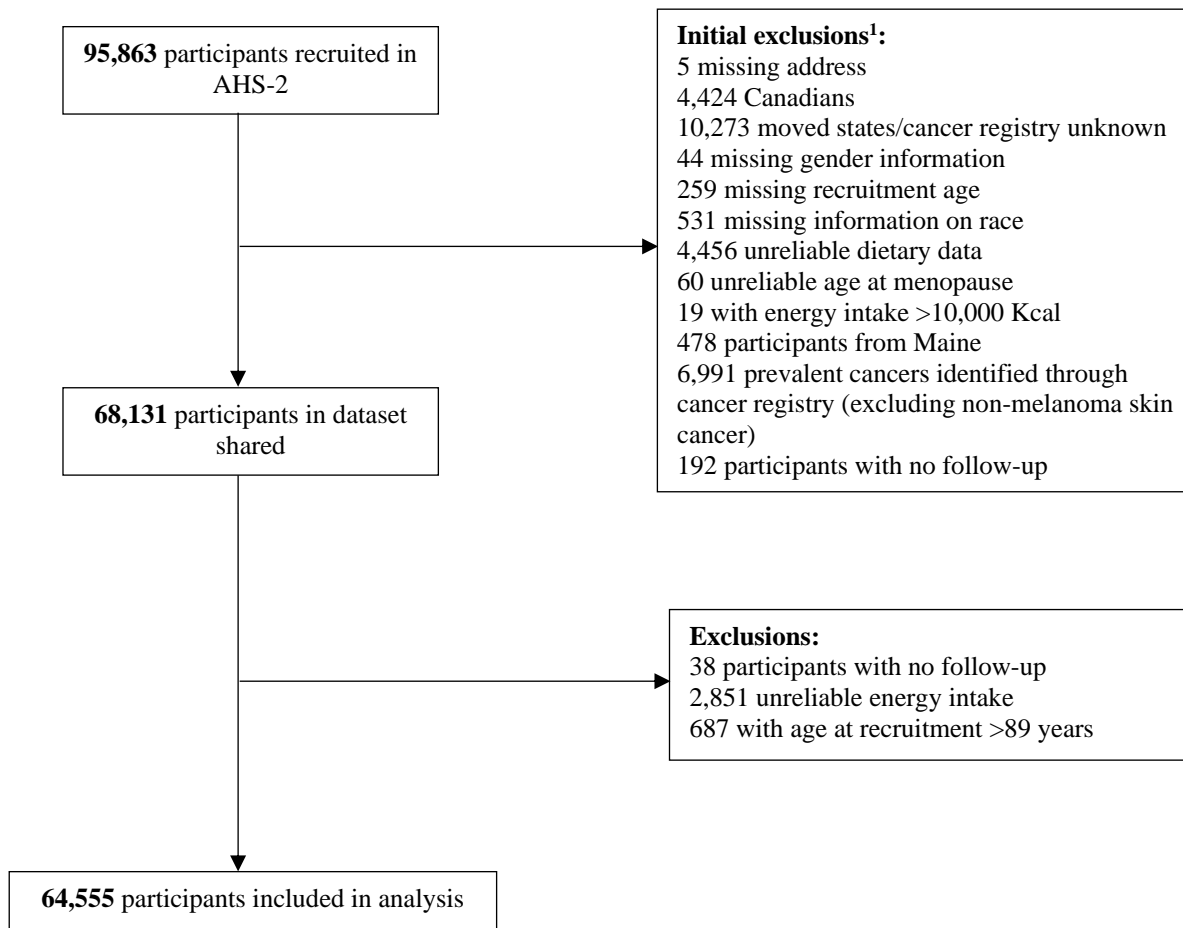 95,863 participants recruited in
AHS-2
Initial exclusions¹:
5 missing address
4,424 Canadians
10,273 moved states/cancer registry unknown
44 missing gender information
259 missing recruitment age
531 missing information on race
4,456 unreliable dietary data
60 unreliable age at menopause
19 with energy intake >10,000 Kcal
478 participants from Maine
6,991 prevalent cancers identified through
cancer registry (excluding non-melanoma skin
cancer)
192 participants with no follow-up
68,131 participants in dataset
shared
Exclusions:
38 participants with no follow-up
2,851 unreliable energy intake
687 with age at recruitment >89 years
64,555 participants included in analysis